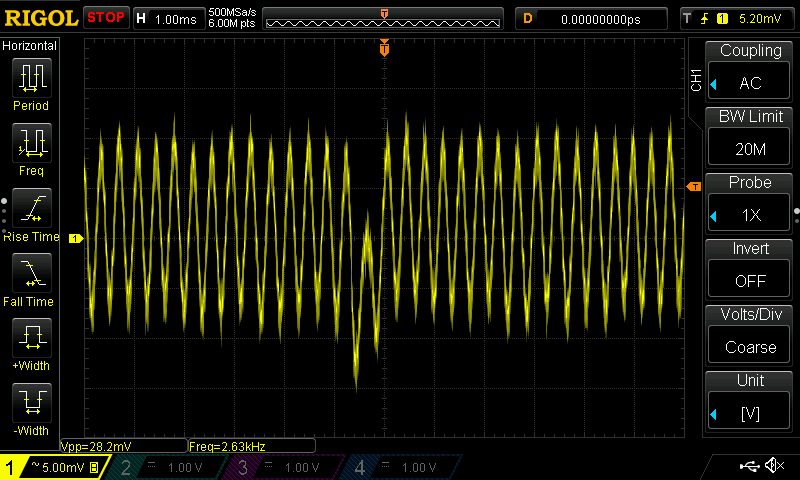 RIGOL STOP H 1.00ms 500MSa/s D 0.00000000ps T 1 5.20mV
6.00M pts
T
Horizontal
Period
Freq
Rise Time
Fall Time
+Width
-Width
T
1
T
CH1
Coupling
AC
BW Limit
20M
Probe
1X
Invert
OFF
Volts/Div
Coarse
Unit
[V]
Vpp=28.2mV Freq=2.63kHz
1 ~ 5.00mV B 2 1.00 V 3 1.00 V 4 1.00 V